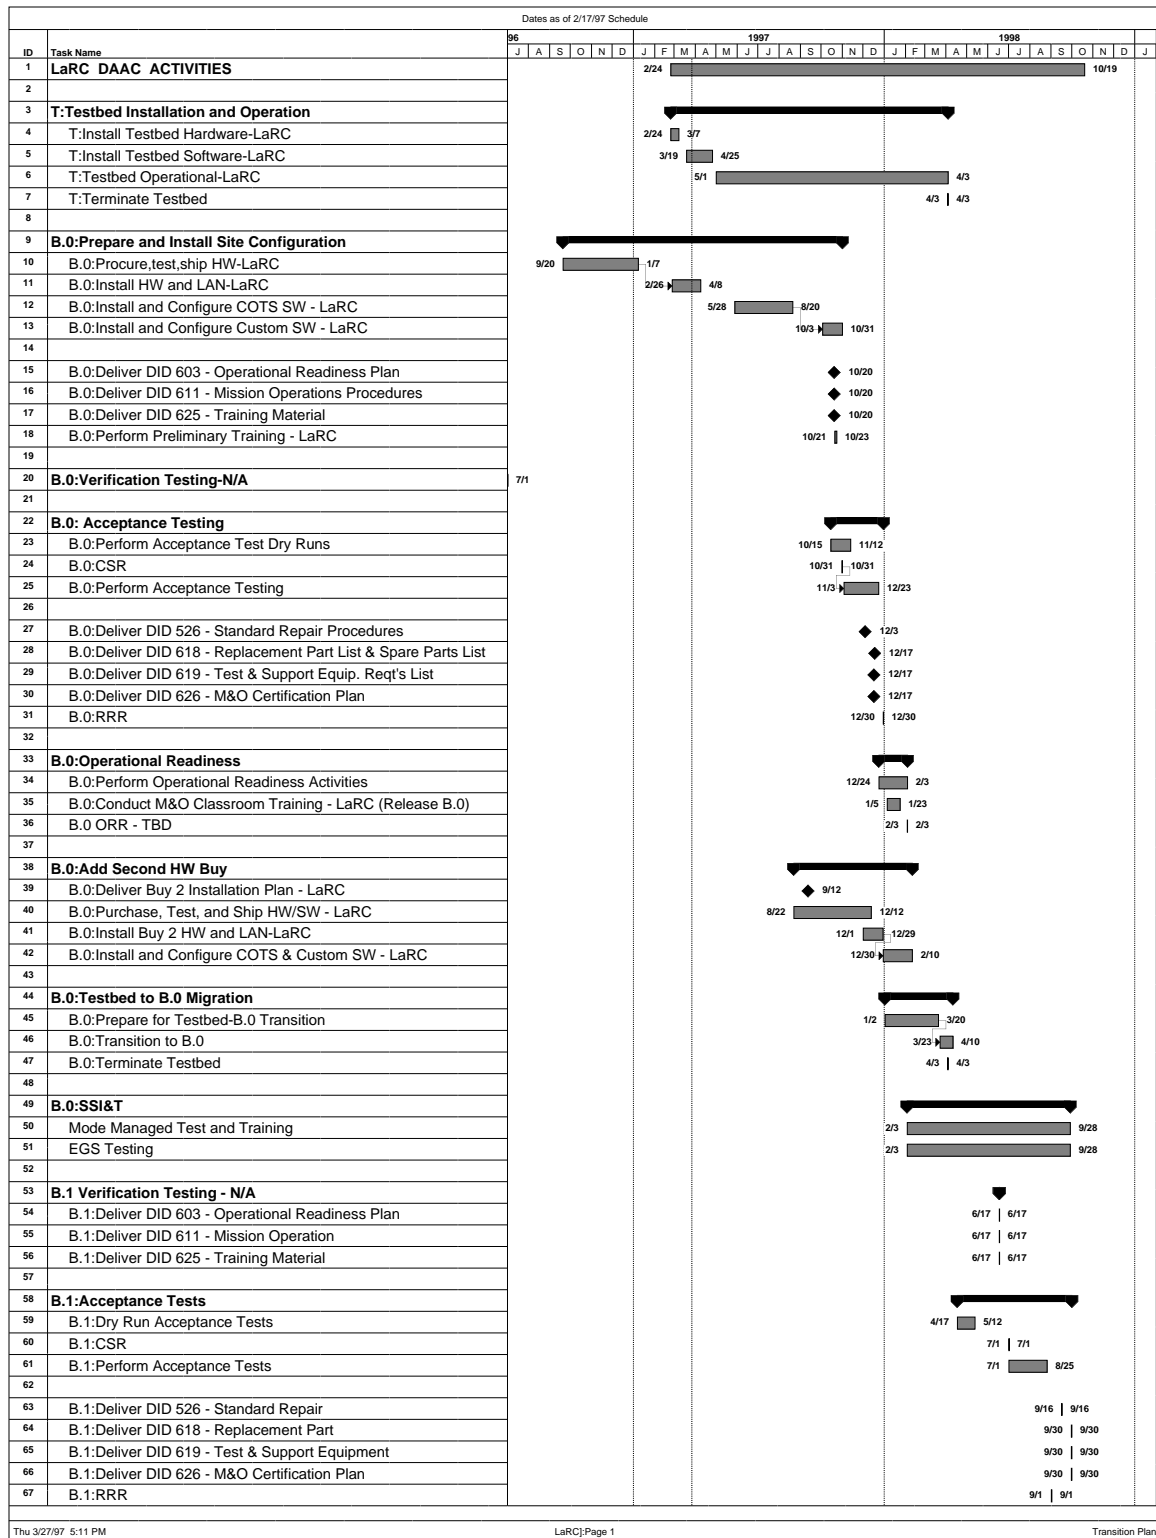 Dates as of 2/17/97 Schedule
96 1997 1998
ID Task Name J A S O N D J F M A M J J A S O N D J F M A M J J A S O N D J
1 LaRC DAAC ACTIVITIES 2/24 10/19
2
3 T:Testbed Installation and Operation
4 T:Install Testbed Hardware-LaRC 2/24 3/7
5 T:Install Testbed Software-LaRC 3/19 4/25
6 T:Testbed Operational-LaRC 5/1 4/3
7 T:Terminate Testbed 4/3 4/3
8
9 B.0:Prepare and Install Site Configuration
10 B.0:Procure,test,ship HW-LaRC 9/20 1/7
11 B.0:Install HW and LAN-LaRC 2/26 4/8
12 B.0:Install and Configure COTS SW - LaRC 5/28 8/20
13 B.0:Install and Configure Custom SW - LaRC 10/3 10/31
14
15 B.0:Deliver DID 603 - Operational Readiness Plan 10/20
16 B.0:Deliver DID 611 - Mission Operations Procedures 10/20
17 B.0:Deliver DID 625 - Training Material 10/20
18 B.0:Perform Preliminary Training - LaRC 10/21 10/23
19
20 B.0:Verification Testing-N/A 7/1
21
22 B.0: Acceptance Testing
23 B.0:Perform Acceptance Test Dry Runs 10/15 11/12
24 B.0:CSR 10/31 10/31
25 B.0:Perform Acceptance Testing 11/3 12/23
26
27 B.0:Deliver DID 526 - Standard Repair Procedures 12/3
28 B.0:Deliver DID 618 - Replacement Part List & Spare Parts List 12/17
29 B.0:Deliver DID 619 - Test & Support Equip. Reqt's List 12/17
30 B.0:Deliver DID 626 - M&O Certification Plan 12/17
31 B.0:RRR 12/30 12/30
32
33 B.0:Operational Readiness
34 B.0:Perform Operational Readiness Activities 12/24 2/3
35 B.0:Conduct M&O Classroom Training - LaRC (Release B.0) 1/5 1/23
36 B.0 ORR - TBD 2/3 2/3
37
38 B.0:Add Second HW Buy
39 B.0:Deliver Buy 2 Installation Plan - LaRC 9/12
40 B.0:Purchase, Test, and Ship HW/SW - LaRC 8/22 12/12
41 B.0:Install Buy 2 HW and LAN-LaRC 12/1 12/29
42 B.0:Install and Configure COTS & Custom SW - LaRC 12/30 2/10
43
44 B.0:Testbed to B.0 Migration
45 B.0:Prepare for Testbed-B.0 Transition 1/2 3/20
46 B.0:Transition to B.0 3/23 4/10
47 B.0:Terminate Testbed 4/3 4/3
48
49 B.0:SSI&T
50 Mode Managed Test and Training 2/3 9/28
51 EGS Testing 2/3 9/28
52
53 B.1 Verification Testing - N/A
54 B.1:Deliver DID 603 - Operational Readiness Plan 6/17 6/17
55 B.1:Deliver DID 611 - Mission Operation 6/17 6/17
56 B.1:Deliver DID 625 - Training Material 6/17 6/17
57
58 B.1:Acceptance Tests
59 B.1:Dry Run Acceptance Tests 4/17 5/12
60 B.1:CSR 7/1 7/1
61 B.1:Perform Acceptance Tests 7/1 8/25
62
63 B.1:Deliver DID 526 - Standard Repair 9/16 9/16
64 B.1:Deliver DID 618 - Replacement Part 9/30 9/30
65 B.1:Deliver DID 619 - Test & Support Equipment 9/30 9/30
66 B.1:Deliver DID 626 - M&O Certification Plan 9/30 9/30
67 B.1:RRR 9/1 9/1
Thu 3/27/97 5:11 PM LaRC]:Page 1 Transition Plan